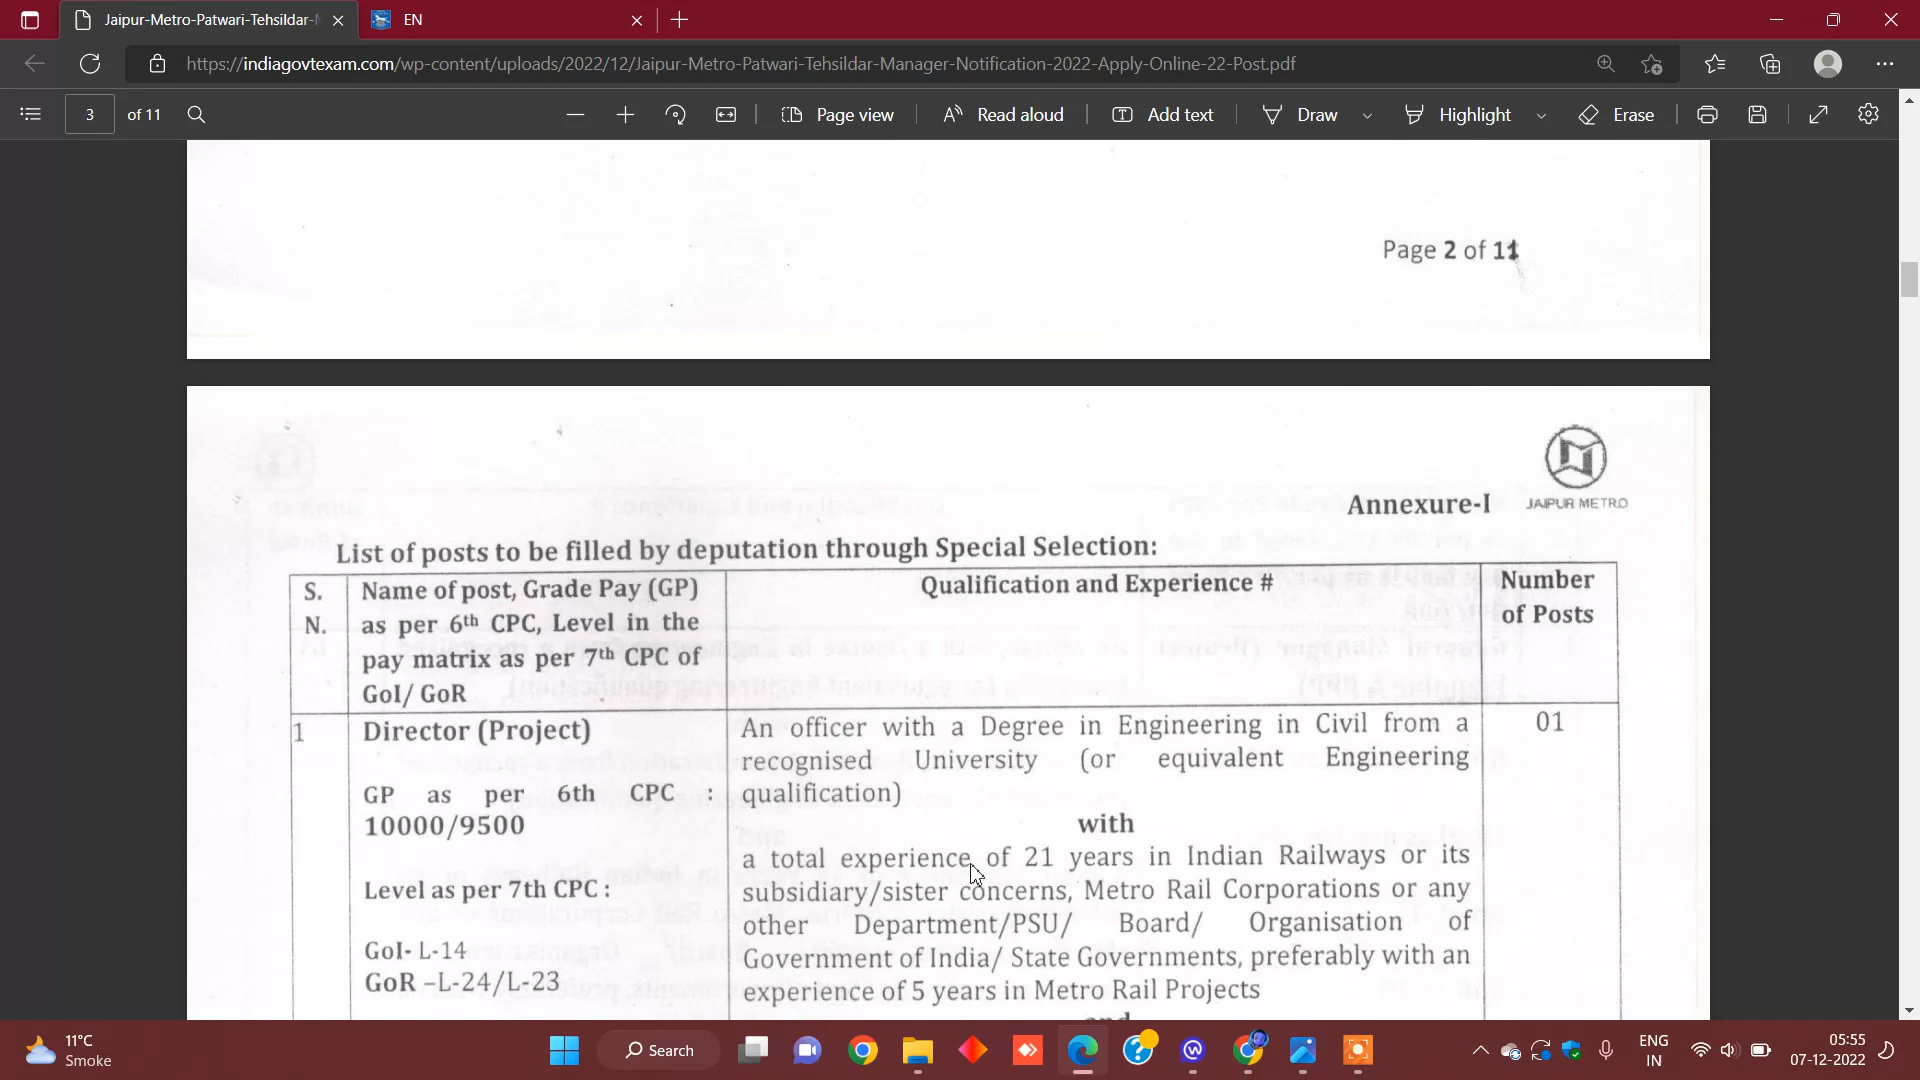 Jaipur-Metro-Patwari-Tehsildar-
EN
https://indiagovtexam.com/wp-content/uploads/2022/12/Jaipur-Metro-Patwari-Tehsildar-Manager-Notification-2022-Apply-Online-22-Post.pdf
3 of 11
Page view
Read aloud
Add text
Draw
Highlight
Erase
Page 2 of 11
Annexure-I
JAIPUR METRO
List of posts to be filled by deputation through Special Selection:
S. N.
Name of post, Grade Pay (GP)
as per 6th CPC, Level in the
pay matrix as per 7th CPC of
GoI/ GoR
Qualification and Experience #
Number
of Posts
1
Director (Project)
GP as per 6th CPC :
10000/9500
Level as per 7th CPC :
GoI- L-14
GoR –L-24/L-23
An officer with a Degree in Engineering in Civil from a
recognised University (or equivalent Engineering
qualification)
with
a total experience of 21 years in Indian Railways or its
subsidiary/sister concerns, Metro Rail Corporations or any
other Department/PSU/ Board/ Organisation of
Government of India/ State Governments, preferably with an
experience of 5 years in Metro Rail Projects
and
01
11°C
Smoke
Search
ENG
IN
05:55
07-12-2022